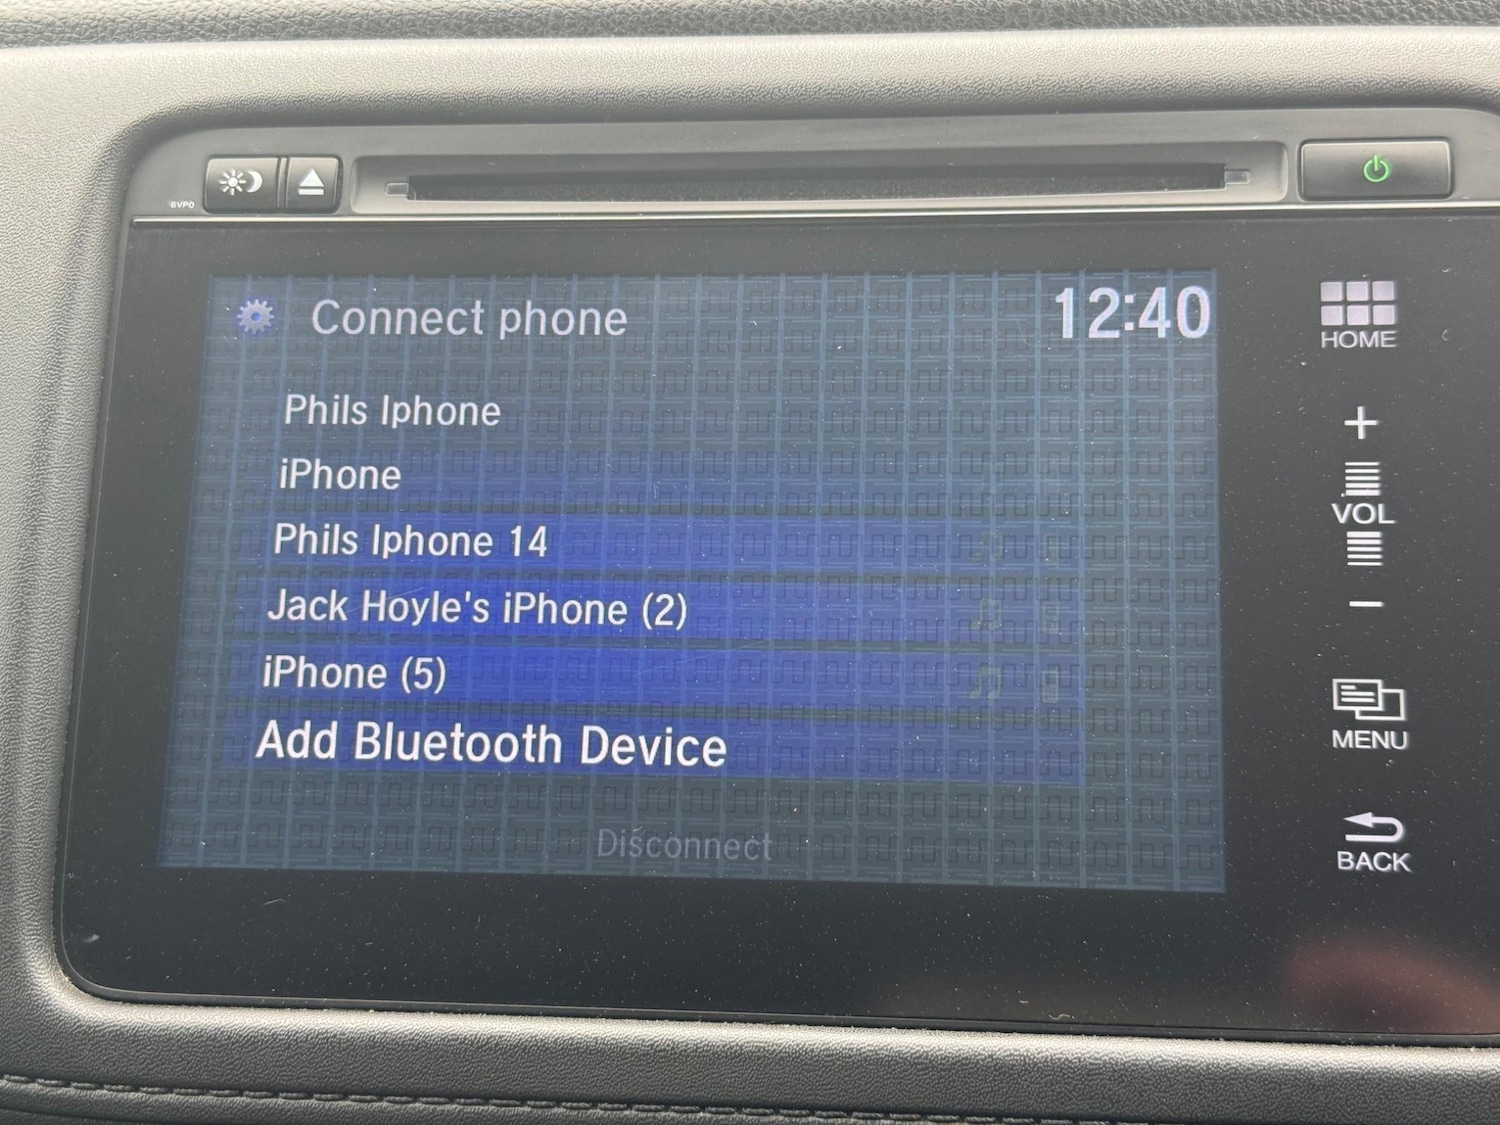 6VP0
Connect phone
12:40
Phils Iphone
iPhone
Phils Iphone 14
Jack Hoyle's iPhone (2)
iPhone (5)
Add Bluetooth Device
Disconnect
HOME
+
VOL
−
MENU
BACK